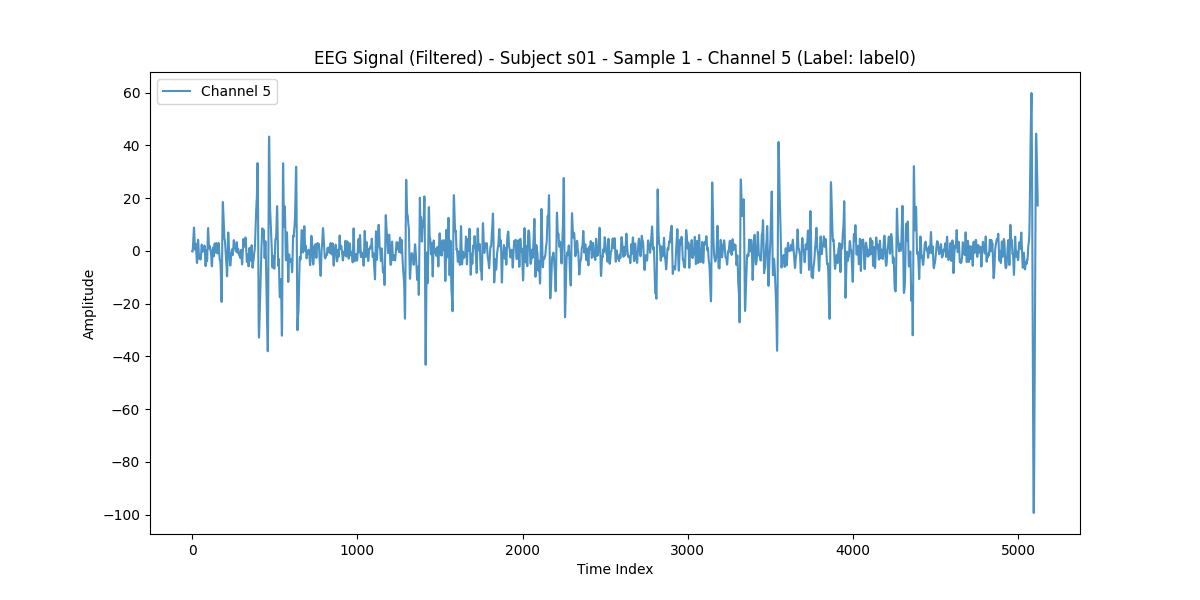 EEG Signal (Filtered) - Subject s01 - Sample 1 - Channel 5 (Label: label0)
Channel 5
60
40
20
0
−20
−40
−60
−80
−100
Amplitude
0 1000 2000 3000 4000 5000
Time Index